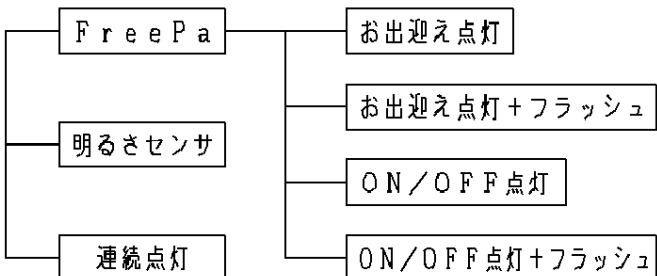 FreePa
お出迎え点灯
お出迎え点灯+フラッシュ
明るさセンサ
ON/OFF点灯
連続点灯
ON/OFF点灯+フラッシュ